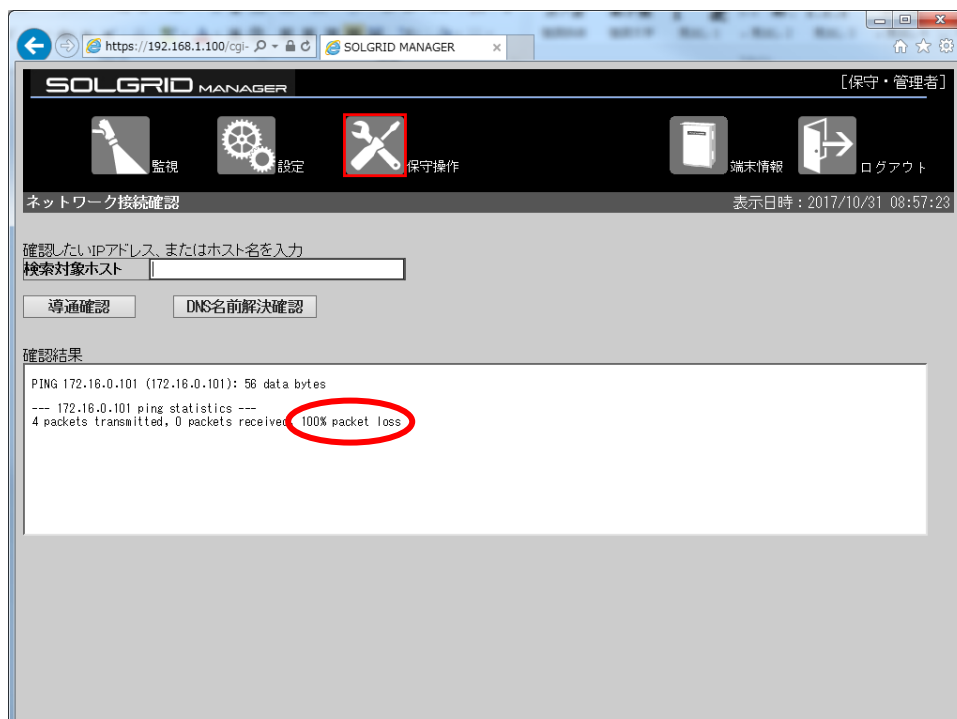 https://192.168.1.100/cgi-
SOLGRID MANAGER
SOLGRID MANAGER
[保守・管理者]
監視
設定
保守操作
端末情報
ログアウト
ネットワーク接続確認
表示日時：2017/10/31 08:57:23
確認したいIPアドレス、またはホスト名を入力
検索対象ホスト
導通確認
DNS名前解決確認
確認結果
PING 172.16.0.101 (172.16.0.101): 56 data bytes
--- 172.16.0.101 ping statistics ---
4 packets transmitted, 0 packets received, 100% packet loss